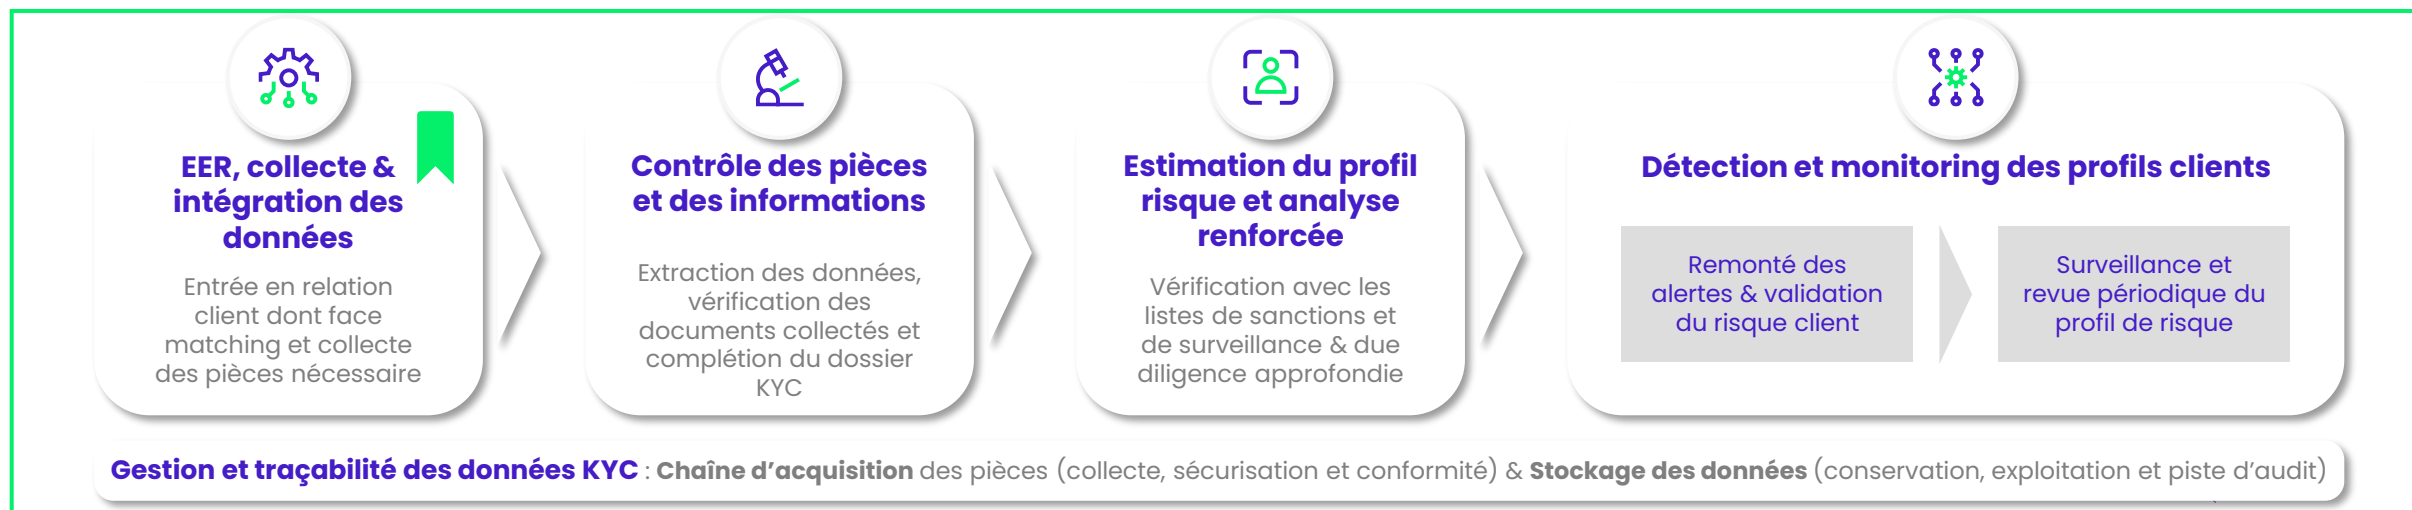 EER, collecte &
intégration des
données
Entrée en relation
client dont face
matching et collecte
des pièces nécessaire
Contrôle des pièces
et des informations
Extraction des données,
vérification des
documents collectés et
complétion du dossier
KYC
Estimation du profil
risque et analyse
renforcée
Vérification avec les
listes de sanctions et
de surveillance & due
diligence approfondie
Détection et monitoring des profils clients
Remonté des
alertes & validation
du risque client
Surveillance et
revue périodique du
profil de risque
Gestion et traçabilité des données KYC : Chaîne d’acquisition des pièces (collecte, sécurisation et conformité) & Stockage des données (conservation, exploitation et piste d’audit)